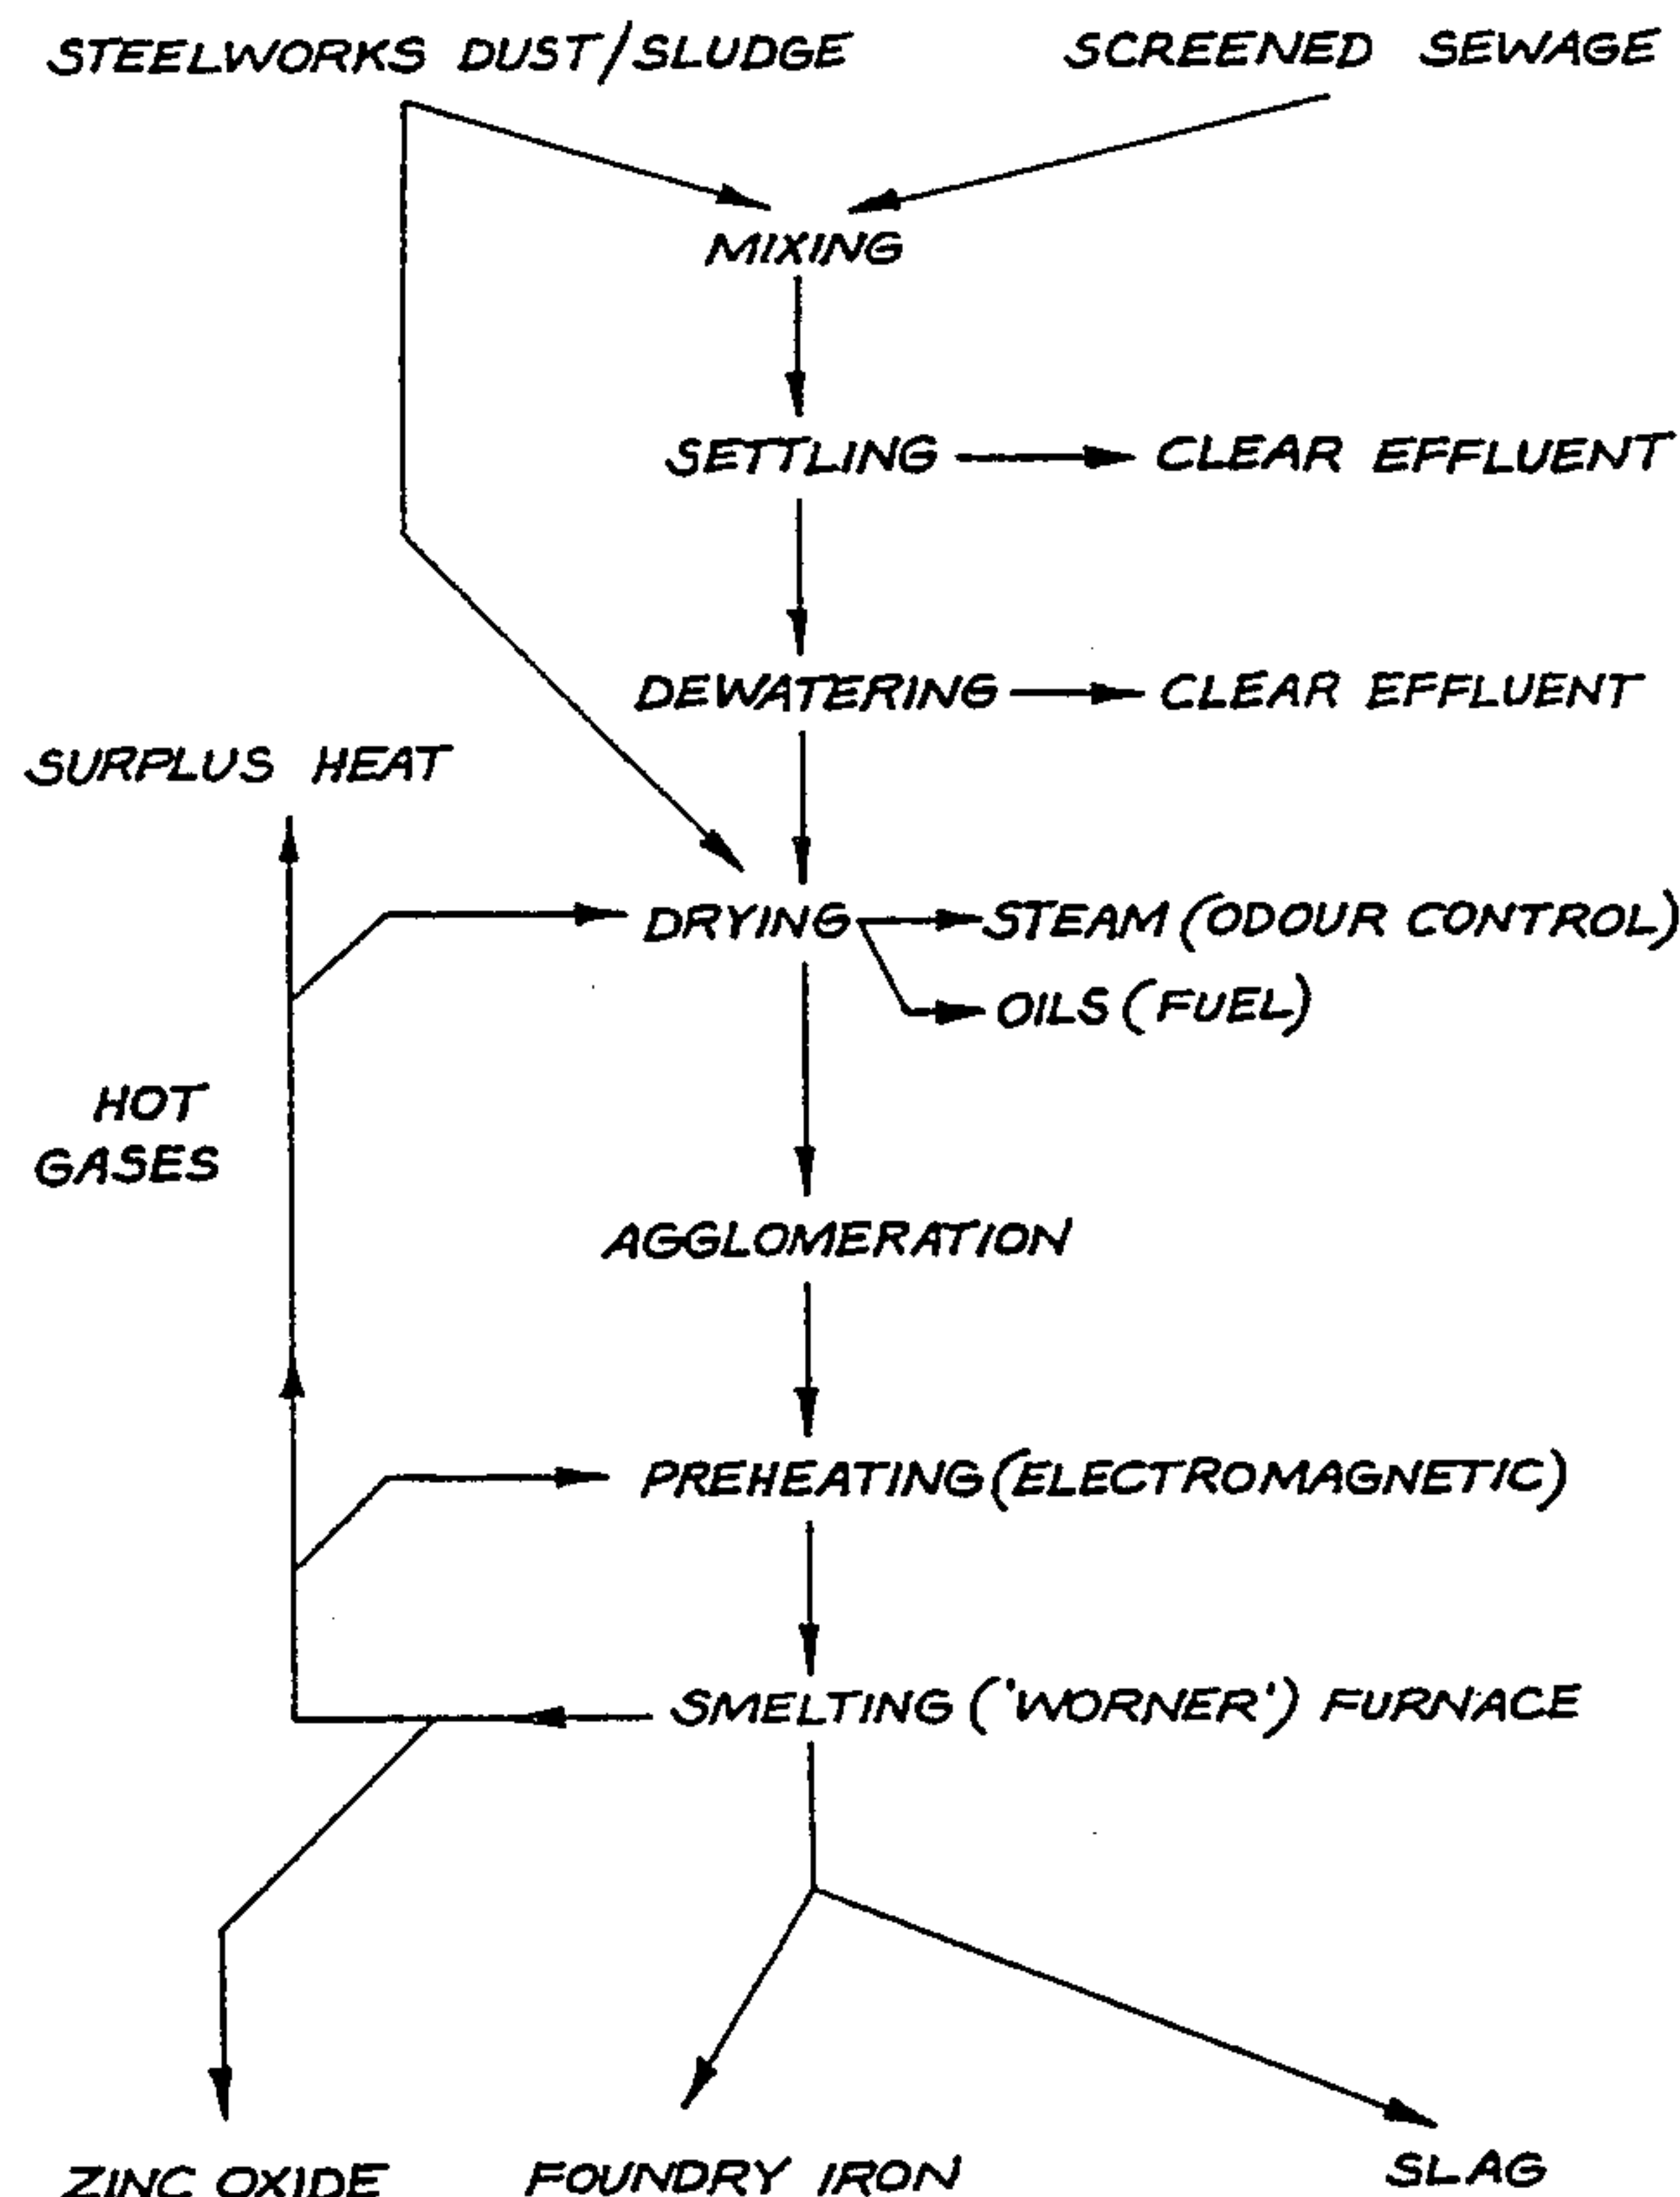 STEELWORKS DUST/SLUDGE
SCREENED SEWAGE
MIXING
SETTLING
CLEAR EFFLUENT
DEWATERING
CLEAR EFFLUENT
SURPLUS HEAT
DRYING
STEAM (ODOUR CONTROL)
OILS (FUEL)
HOT
GASES
AGGLOMERATION
PREHEATING (ELECTROMAGNETIC)
SMELTING ('WORNER') FURNACE
ZINC OXIDE
FOUNDRY IRON
SLAG